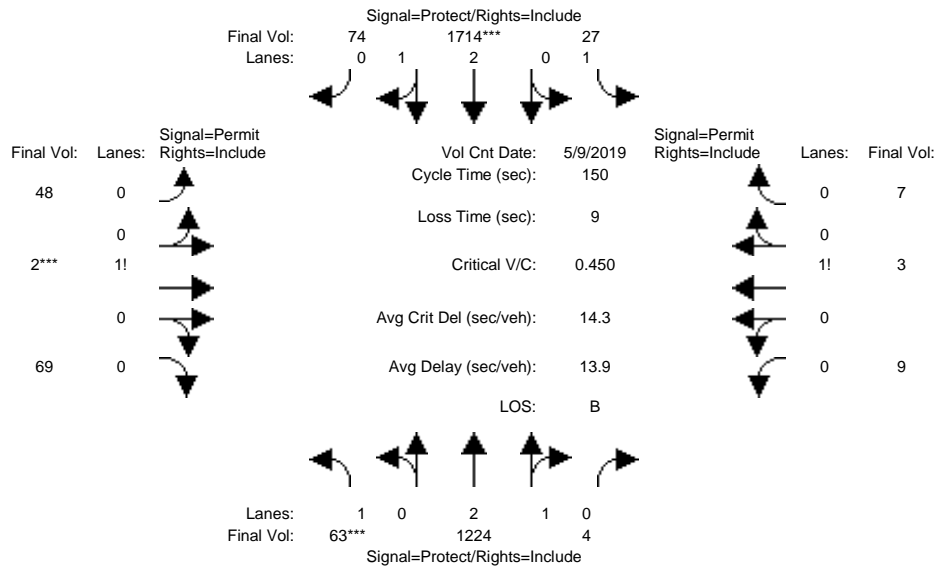 Signal=Protect/Rights=Include
Final Vol: 74 1714*** 27
Lanes: 0 1 2 0 1
Signal=Permit
Final Vol: Lanes: Rights=Include
Vol Cnt Date: 5/9/2019
Signal=Permit
Rights=Include Lanes: Final Vol:
Cycle Time (sec): 150
48 0 0 7
Loss Time (sec): 9
0 0
2*** 1! Critical V/C: 0.450 1! 3
0 Avg Crit Del (sec/veh): 14.3 0
69 0 Avg Delay (sec/veh): 13.9 0 9
LOS: B
Lanes: 1 0 2 1 0
Final Vol: 63*** 1224 4
Signal=Protect/Rights=Include